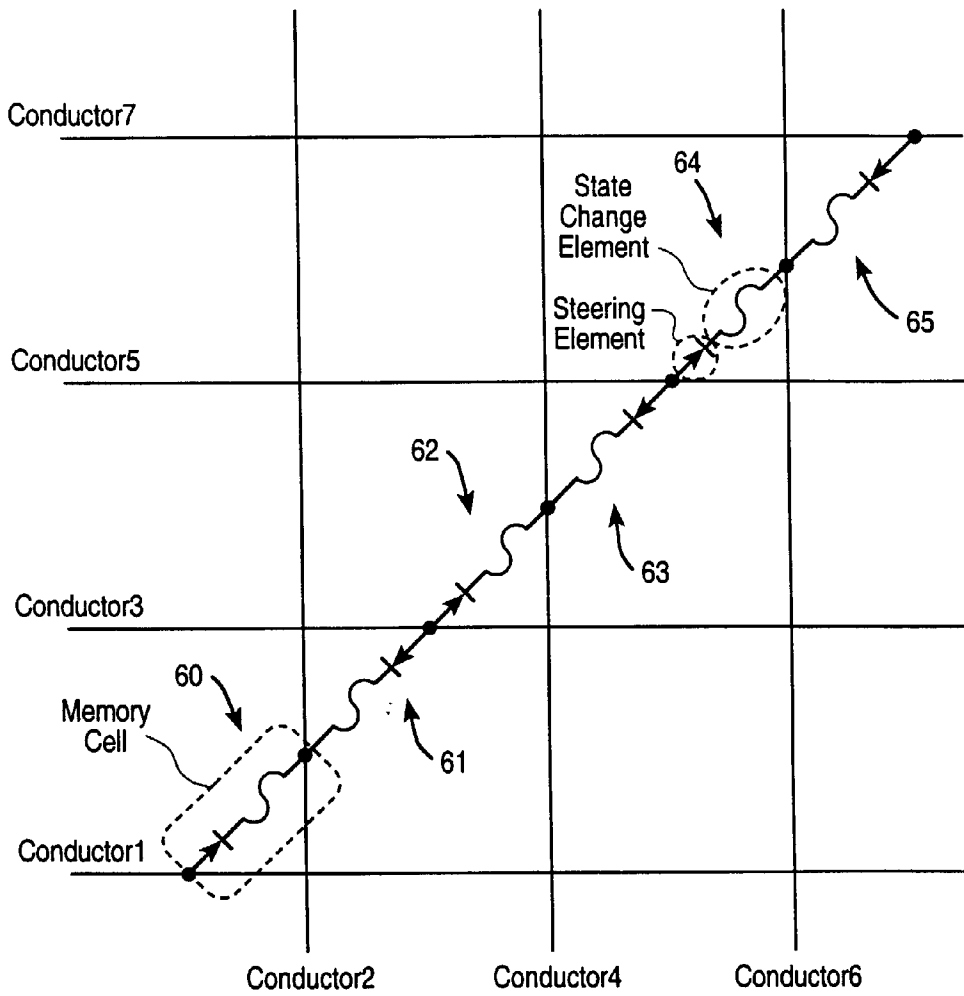 Conductor7
64
State
Change
Element
65
Steering
Element
Conductor5
62
63
Conductor3
60
Memory
Cell
61
Conductor1
Conductor2
Conductor4
Conductor6